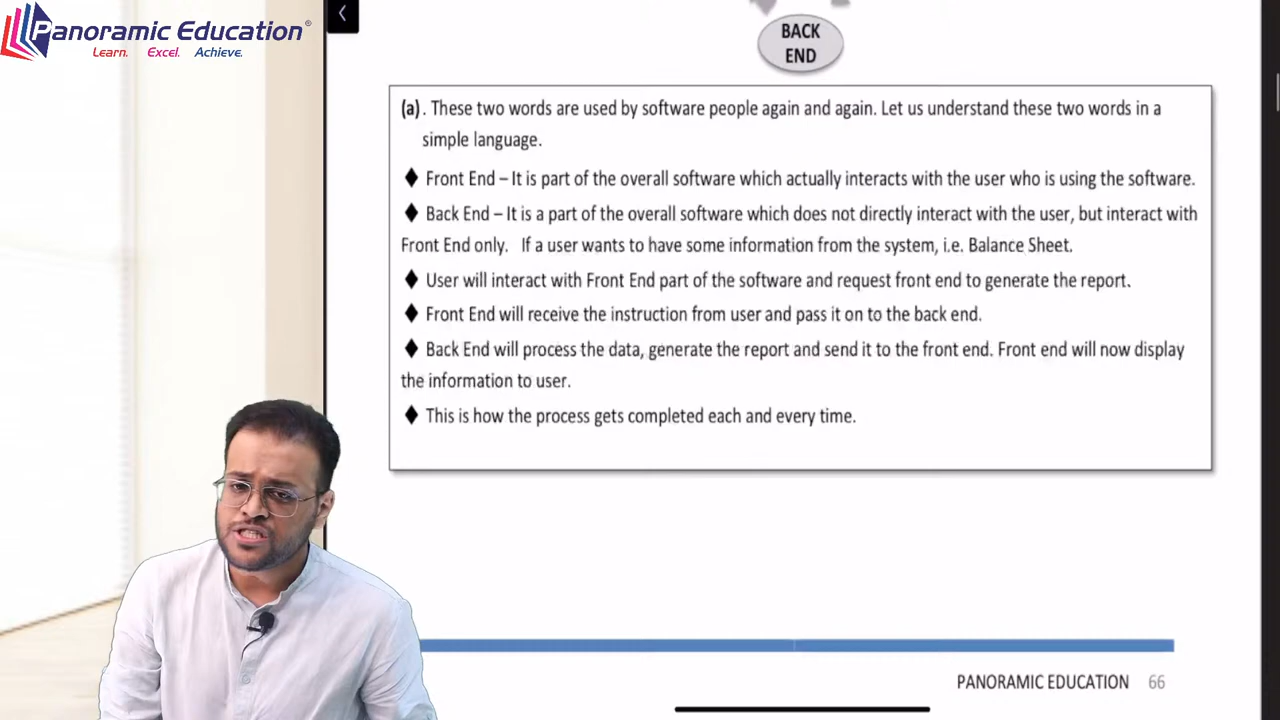 Panoramic Education®
Learn. Excel. Achieve.
BACK
END
(a). These two words are used by software people again and again. Let us understand these two words in a
simple language.
♦ Front End – It is part of the overall software which actually interacts with the user who is using the software.
♦ Back End – It is a part of the overall software which does not directly interact with the user, but interact with
Front End only. If a user wants to have some information from the system, i.e. Balance Sheet.
♦ User will interact with Front End part of the software and request front end to generate the report.
♦ Front End will receive the instruction from user and pass it on to the back end.
♦ Back End will process the data, generate the report and send it to the front end. Front end will now display
the information to user.
♦ This is how the process gets completed each and every time.
PANORAMIC EDUCATION 66